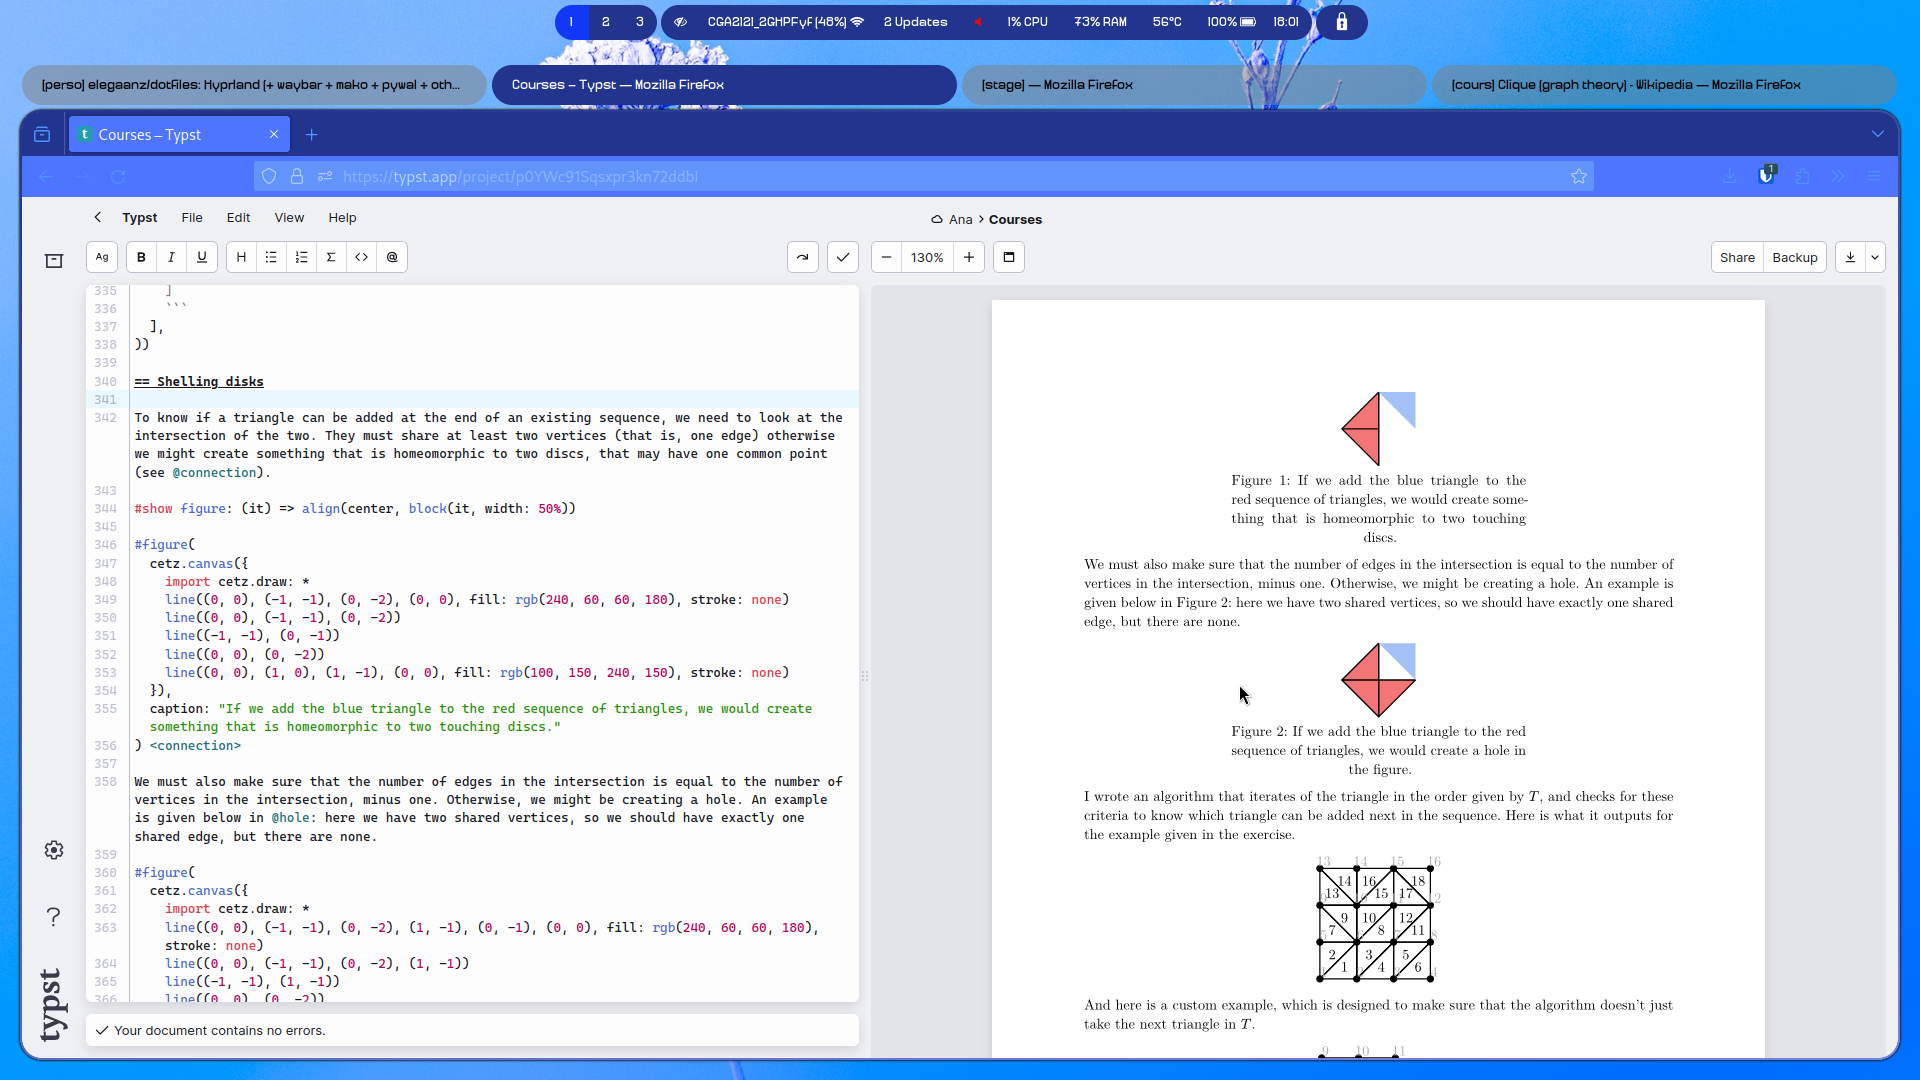 1 2 3 CGA2121_2GHPFyf (48%) 2 Updates 1% CPU 73% RAM 56°C 100% 18:01
[perso] elegaanz/dotfiles: Hyprland (+ waybar + mako + pywal + oth...
Courses – Typst — Mozilla Firefox
[stage] — Mozilla Firefox
[cours] Clique (graph theory) - Wikipedia — Mozilla Firefox
Courses – Typst
https://typst.app/project/p0YWc91Sqsxpr3kn72ddbI
1
Typst File Edit View Help
Ana > Courses
Ag B I U H Σ <> @
130%
Share Backup
335 ]
336 ```
337 ],
338 ))
339
340 == Shelling disks
341
342 To know if a triangle can be added at the end of an existing sequence, we need to look at the
intersection of the two. They must share at least two vertices (that is, one edge) otherwise
we might create something that is homeomorphic to two discs, that may have one common point
(see @connection).
343
344 #show figure: (it) => align(center, block(it, width: 50%))
345
346 #figure(
347 cetz.canvas({
348 import cetz.draw: *
349 line((0, 0), (-1, -1), (0, -2), (0, 0), fill: rgb(240, 60, 60, 180), stroke: none)
350 line((0, 0), (-1, -1), (0, -2))
351 line((-1, -1), (0, -1))
352 line((0, 0), (0, -2))
353 line((0, 0), (1, 0), (1, -1), (0, 0), fill: rgb(100, 150, 240, 150), stroke: none)
354 }),
355 caption: "If we add the blue triangle to the red sequence of triangles, we would create
something that is homeomorphic to two touching discs."
356 ) <connection>
357
358 We must also make sure that the number of edges in the intersection is equal to the number of
vertices in the intersection, minus one. Otherwise, we might be creating a hole. An example
is given below in @hole: here we have two shared vertices, so we should have exactly one
shared edge, but there are none.
359
360 #figure(
361 cetz.canvas({
362 import cetz.draw: *
363 line((0, 0), (-1, -1), (0, -2), (1, -1), (0, -1), (0, 0), fill: rgb(240, 60, 60, 180),
stroke: none)
364 line((0, 0), (-1, -1), (0, -2), (1, -1))
365 line((-1, -1), (1, -1))
366 line((0, 0), (0, -2))
Your document contains no errors.
typst
Figure 1: If we add the blue triangle to the
red sequence of triangles, we would create some-
thing that is homeomorphic to two touching
discs.
We must also make sure that the number of edges in the intersection is equal to the number of
vertices in the intersection, minus one. Otherwise, we might be creating a hole. An example is
given below in Figure 2: here we have two shared vertices, so we should have exactly one shared
edge, but there are none.
Figure 2: If we add the blue triangle to the red
sequence of triangles, we would create a hole in
the figure.
I wrote an algorithm that iterates of the triangle in the order given by T, and checks for these
criteria to know which triangle can be added next in the sequence. Here is what it outputs for
the example given in the exercise.
13 14 15 16
14 16 18
13 15 17
9 10 12
7 8 11
2 3 5
1 4 6
And here is a custom example, which is designed to make sure that the algorithm doesn't just
take the next triangle in T.
9 10 11